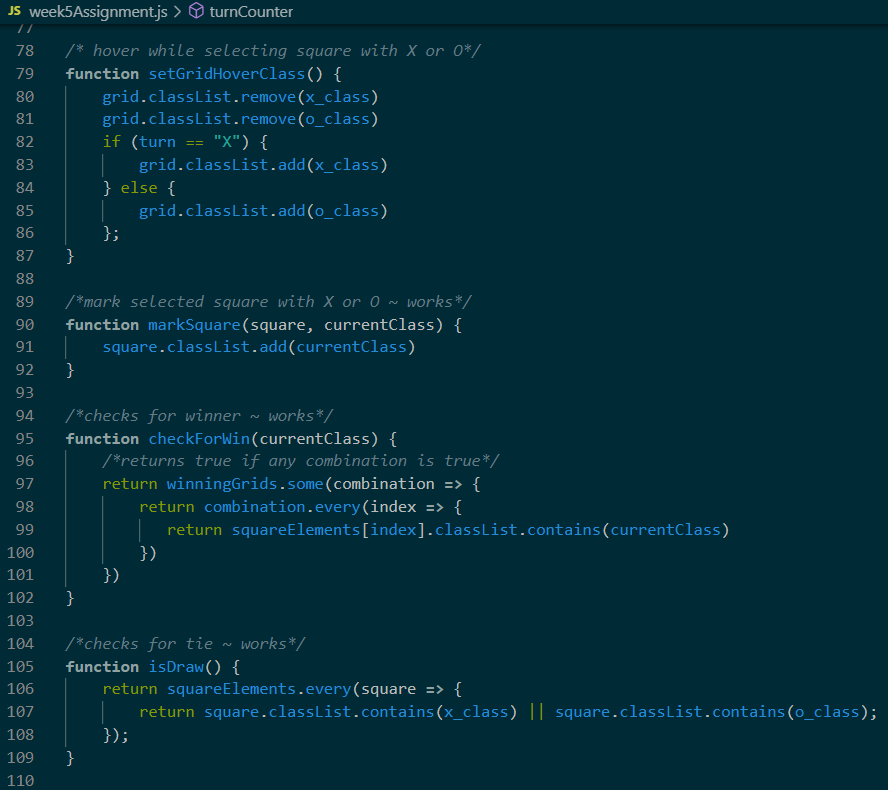 JS week5Assignment.js > turnCounter
77
78 /* hover while selecting square with X or O*/
79 function setGridHoverClass() {
80 grid.classList.remove(x_class)
81 grid.classList.remove(o_class)
82 if (turn == "X") {
83 grid.classList.add(x_class)
84 } else {
85 grid.classList.add(o_class)
86 };
87 }
88
89 /*mark selected square with X or O ~ works*/
90 function markSquare(square, currentClass) {
91 square.classList.add(currentClass)
92 }
93
94 /*checks for winner ~ works*/
95 function checkForWin(currentClass) {
96 /*returns true if any combination is true*/
97 return winningGrids.some(combination => {
98 return combination.every(index => {
99 return squareElements[index].classList.contains(currentClass)
100 })
101 })
102 }
103
104 /*checks for tie ~ works*/
105 function isDraw() {
106 return squareElements.every(square => {
107 return square.classList.contains(x_class) || square.classList.contains(o_class);
108 });
109 }
110